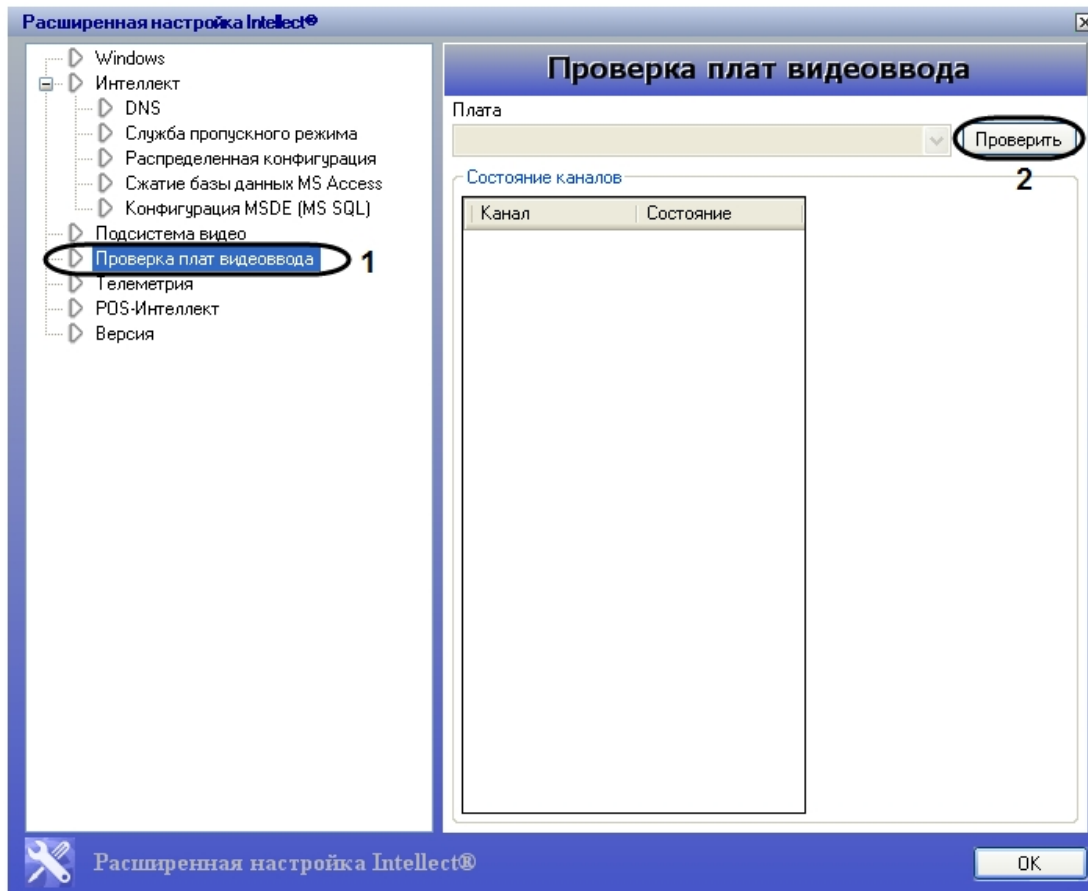 Расширенная настройка Intellect®
Windows
Интеллект
DNS
Служба пропускного режима
Распределенная конфигурация
Сжатие базы данных MS Access
Конфигурация MSDE (MS SQL)
Подсистема видео
Проверка плат видеоввода 1
Телеметрия
POS-Интеллект
Версия
Проверка плат видеоввода
Плата
Проверить
2
Состояние каналов
Канал Состояние
Расширенная настройка Intellect®
OK